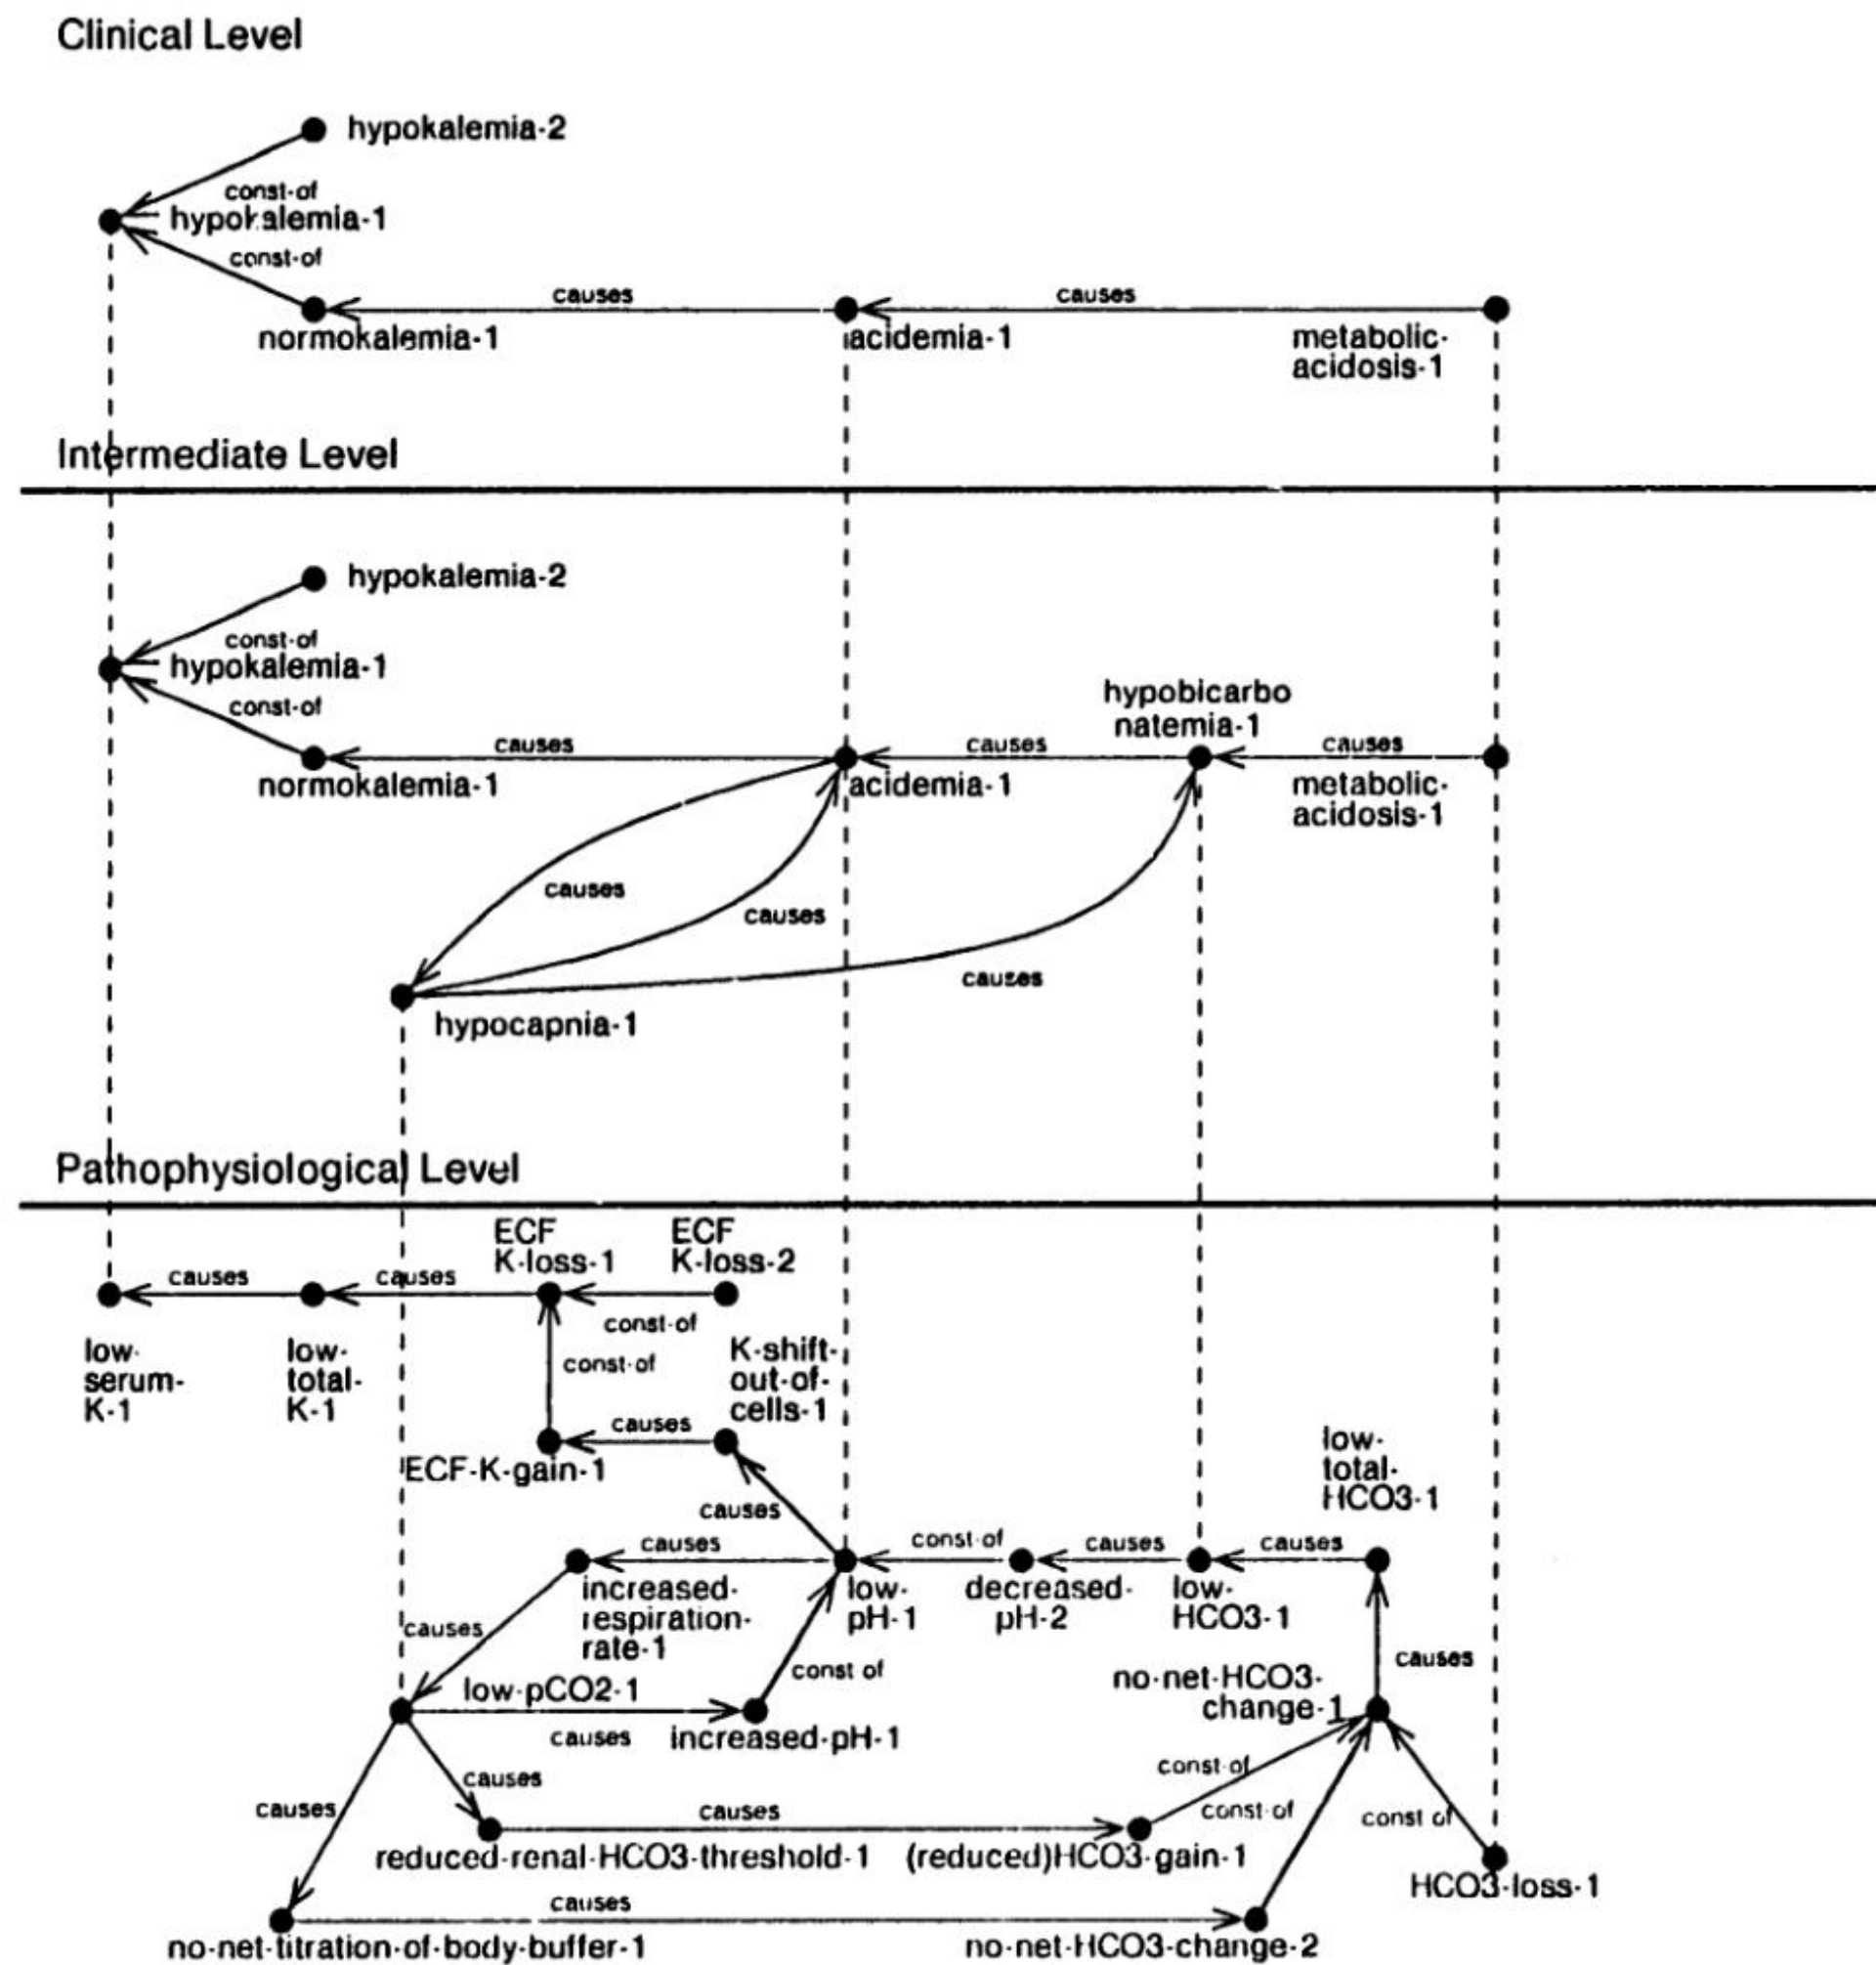 Clinical Level
hypokalemia-2
const-of
hypokalemia-1
const-of
causes
causes
normokalemia-1
acidemia-1
metabolic-
acidosis-1
Intermediate Level
hypokalemia-2
const-of
hypokalemia-1
const-of
hypobicarbo
natemia-1
causes
causes
causes
normokalemia-1
acidemia-1
metabolic-
acidosis-1
causes
causes
causes
hypocapnia-1
Pathophysiological Level
ECF
K-loss-1
ECF
K-loss-2
causes
causes
const-of
const-of
low-
serum-
K-1
low-
total-
K-1
K-shift-
out-of-
cells-1
causes
ECF-K-gain-1
low-
total-
HCO3-1
causes
causes
const-of
causes
causes
increased-
respiration-
rate-1
low-
pH-1
decreased-
pH-2
low-
HCO3-1
causes
const of
causes
low-pCO2-1
no-net-HCO3-
change-1
causes
increased-pH-1
causes
const-of
causes
causes
const-of
const of
reduced-renal-HCO3-threshold-1
(reduced)HCO3-gain-1
HCO3-loss-1
causes
no-net-titration-of-body-buffer-1
no-net-HCO3-change-2